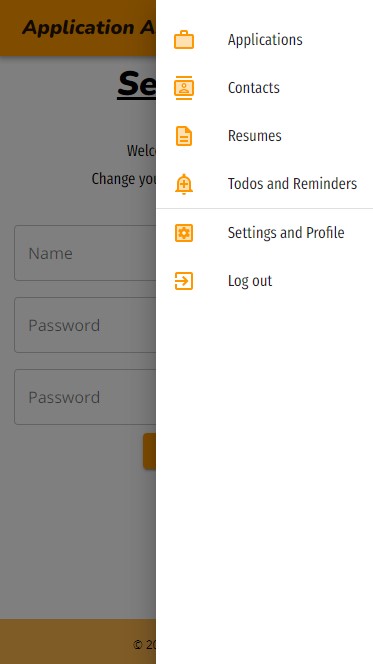 Application A
Applications
Contacts
Resumes
Todos and Reminders
Settings and Profile
Log out
Se
Welc
Change you
Name
Password
Password
© 20